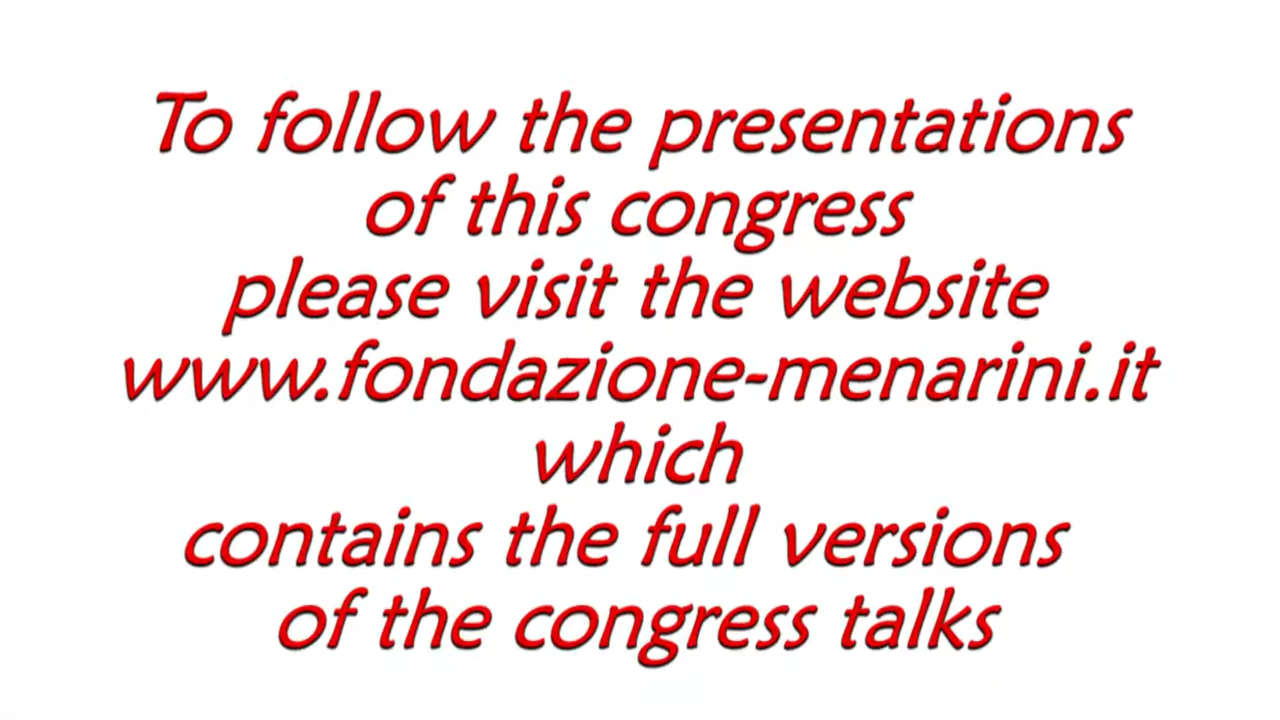 To follow the presentations
of this congress
please visit the website
www.fondazione-menarini.it
which
contains the full versions
of the congress talks